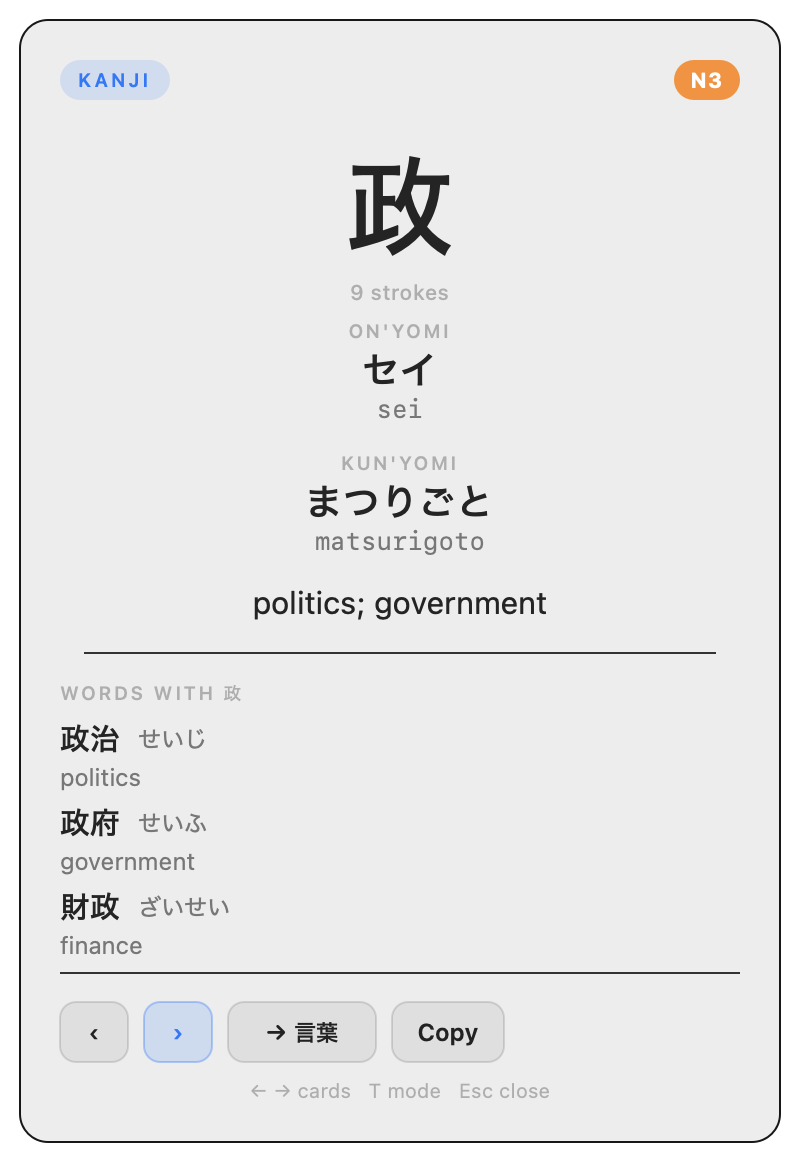 KANJI N3
政
9 strokes
ON'YOMI
セイ
sei
KUN'YOMI
まつりごと
matsurigoto
politics; government
WORDS WITH 政
政治 せいじ
politics
政府 せいふ
government
財政 ざいせい
finance
‹ › → 言葉 Copy
← → cards T mode Esc close